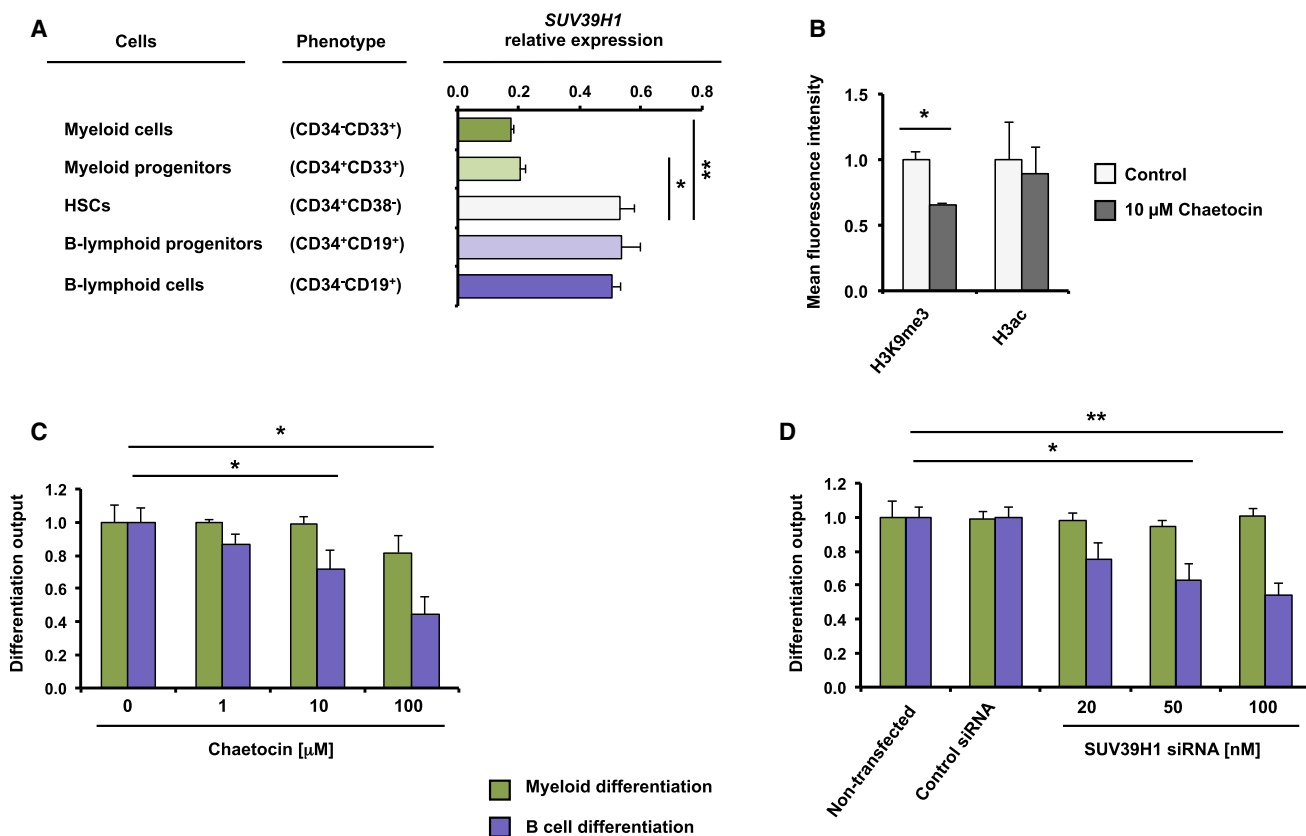 A
Cells
Phenotype
SUV39H1
relative expression
0.0 0.2 0.4 0.6 0.8
Myeloid cells (CD34-CD33+)
Myeloid progenitors (CD34+CD33+)
HSCs (CD34+CD38-)
B-lymphoid progenitors (CD34+CD19+)
B-lymphoid cells (CD34-CD19+)
*
**
B
Mean fluorescence intensity
1.5
1.0
0.5
0.0
*
H3K9me3
H3ac
Control
10 µM Chaetocin
C
*
*
Differentiation output
1.2
1.0
0.8
0.6
0.4
0.2
0.0
0 1 10 100
Chaetocin [µM]
D
**
*
Differentiation output
1.2
1.0
0.8
0.6
0.4
0.2
0.0
Non-transfected
Control siRNA
20 50 100
SUV39H1 siRNA [nM]
Myeloid differentiation
B cell differentiation